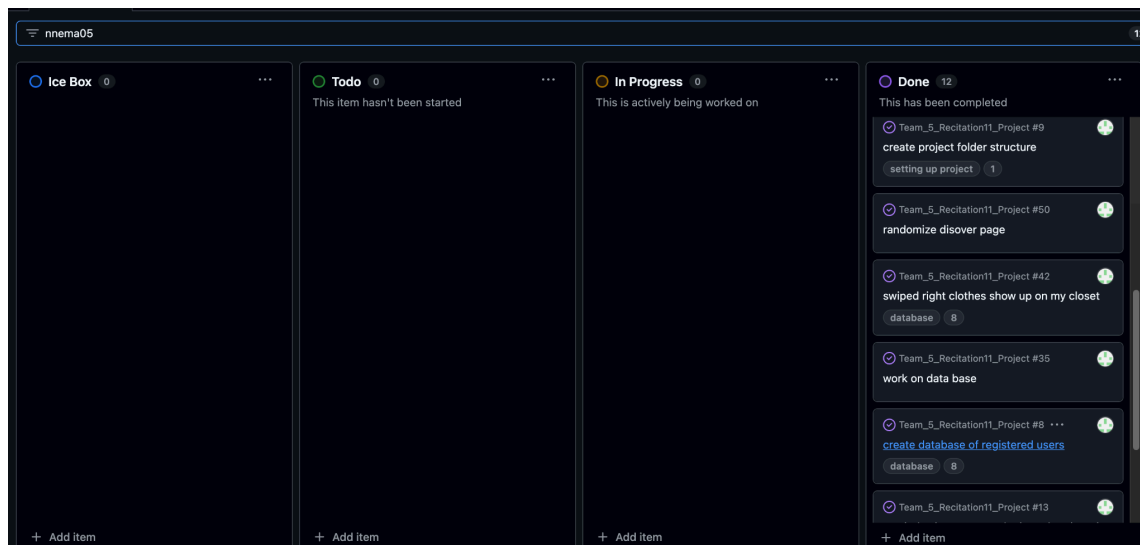 nnema05
Ice Box 0 ...
Todo 0 ...
This item hasn't been started
In Progress 0 ...
This is actively being worked on
Done 12 ...
This has been completed
Team_5_Recitation11_Project #9
create project folder structure
setting up project 1
Team_5_Recitation11_Project #50
randomize disover page
Team_5_Recitation11_Project #42
swiped right clothes show up on my closet
database 8
Team_5_Recitation11_Project #35
work on data base
Team_5_Recitation11_Project #8 ...
create database of registered users
database 8
Team_5_Recitation11_Project #13
+ Add item
+ Add item
+ Add item
+ Add item